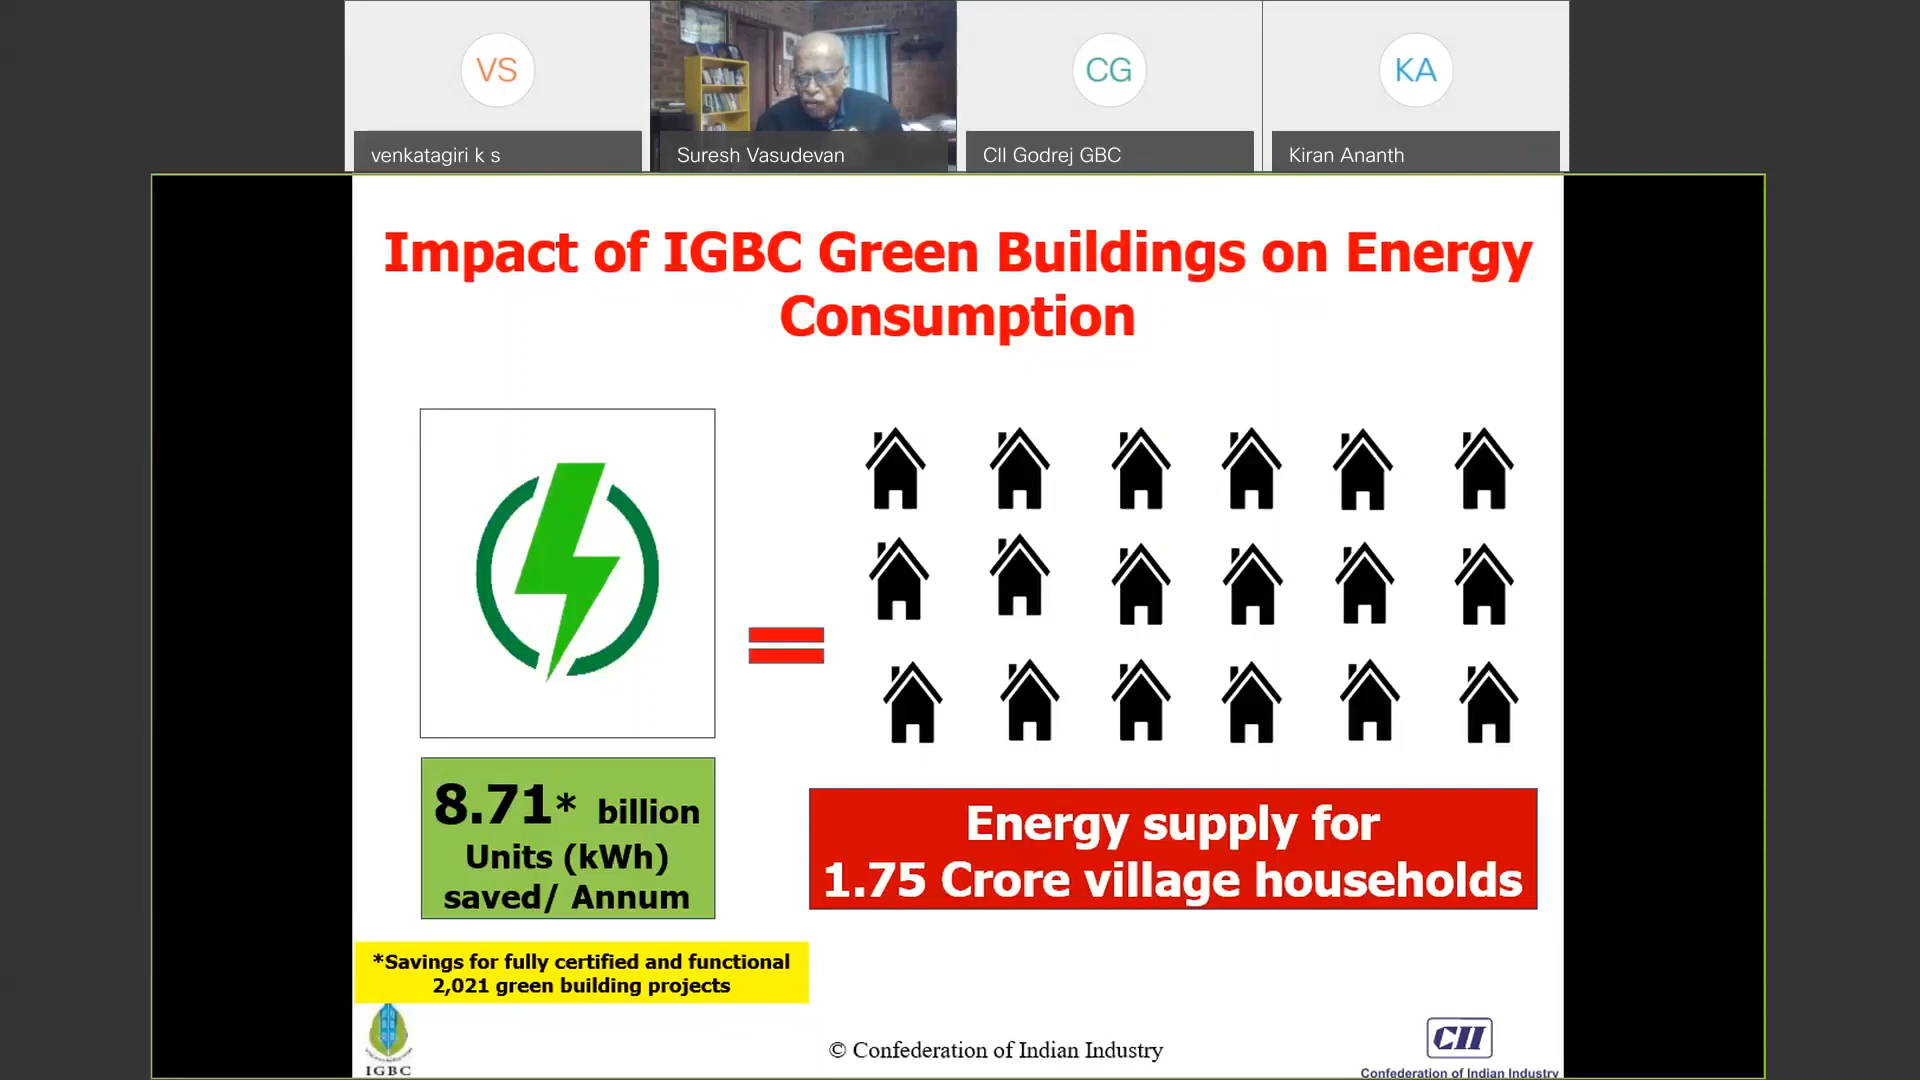 VS
CG
KA
venkatagiri k s
Suresh Vasudevan
CII Godrej GBC
Kiran Ananth
Impact of IGBC Green Buildings on Energy
Consumption
8.71* billion
Units (kWh)
saved/ Annum
Energy supply for
1.75 Crore village households
*Savings for fully certified and functional
2,021 green building projects
IGBC
© Confederation of Indian Industry
CII
Confederation of Indian Industry